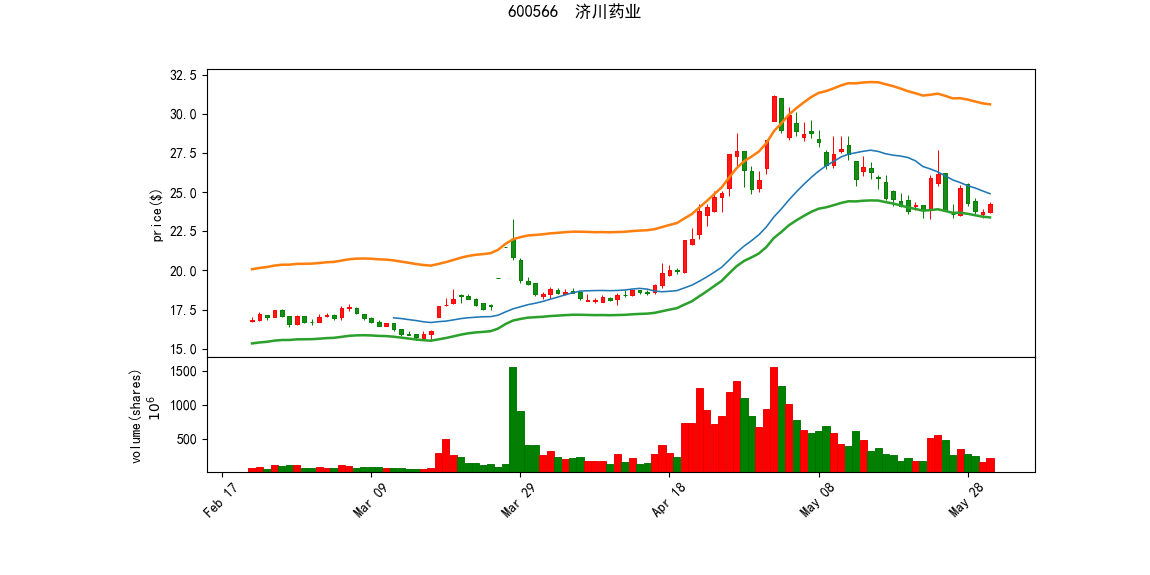 600566  济川药业
price($)
32.5
30.0
27.5
25.0
22.5
20.0
17.5
15.0
volume(shares)
10^6
1500
1000
500
Feb 17
Mar 09
Mar 29
Apr 18
May 08
May 28